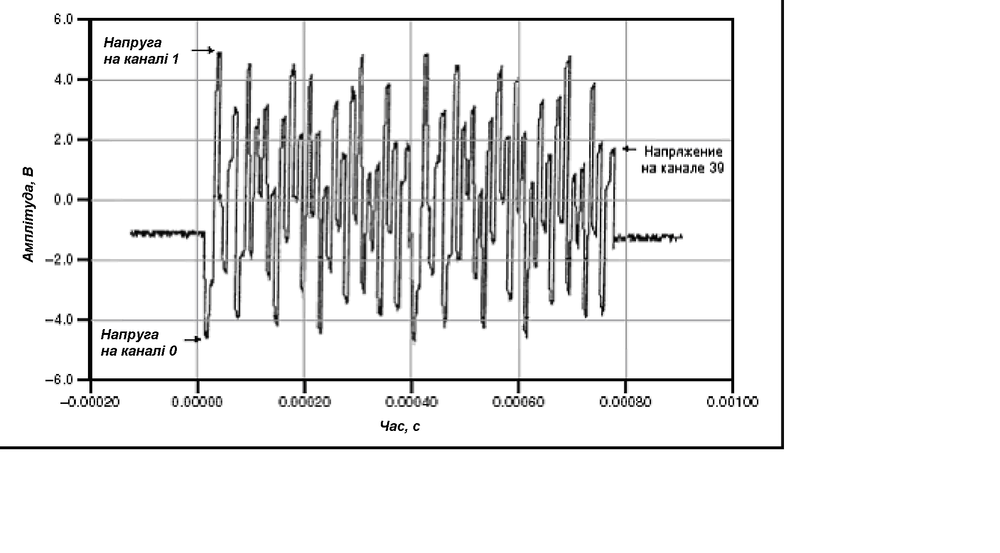 6.0
Напруга
на каналі 1
4.0
2.0
Напряжение
на канале 39
0.0
Амплітуда, В
−2.0
−4.0
Напруга
на каналі 0
−6.0
−0.00020 0.00000 0.00020 0.00040 0.00060 0.00080 0.00100
Час, с